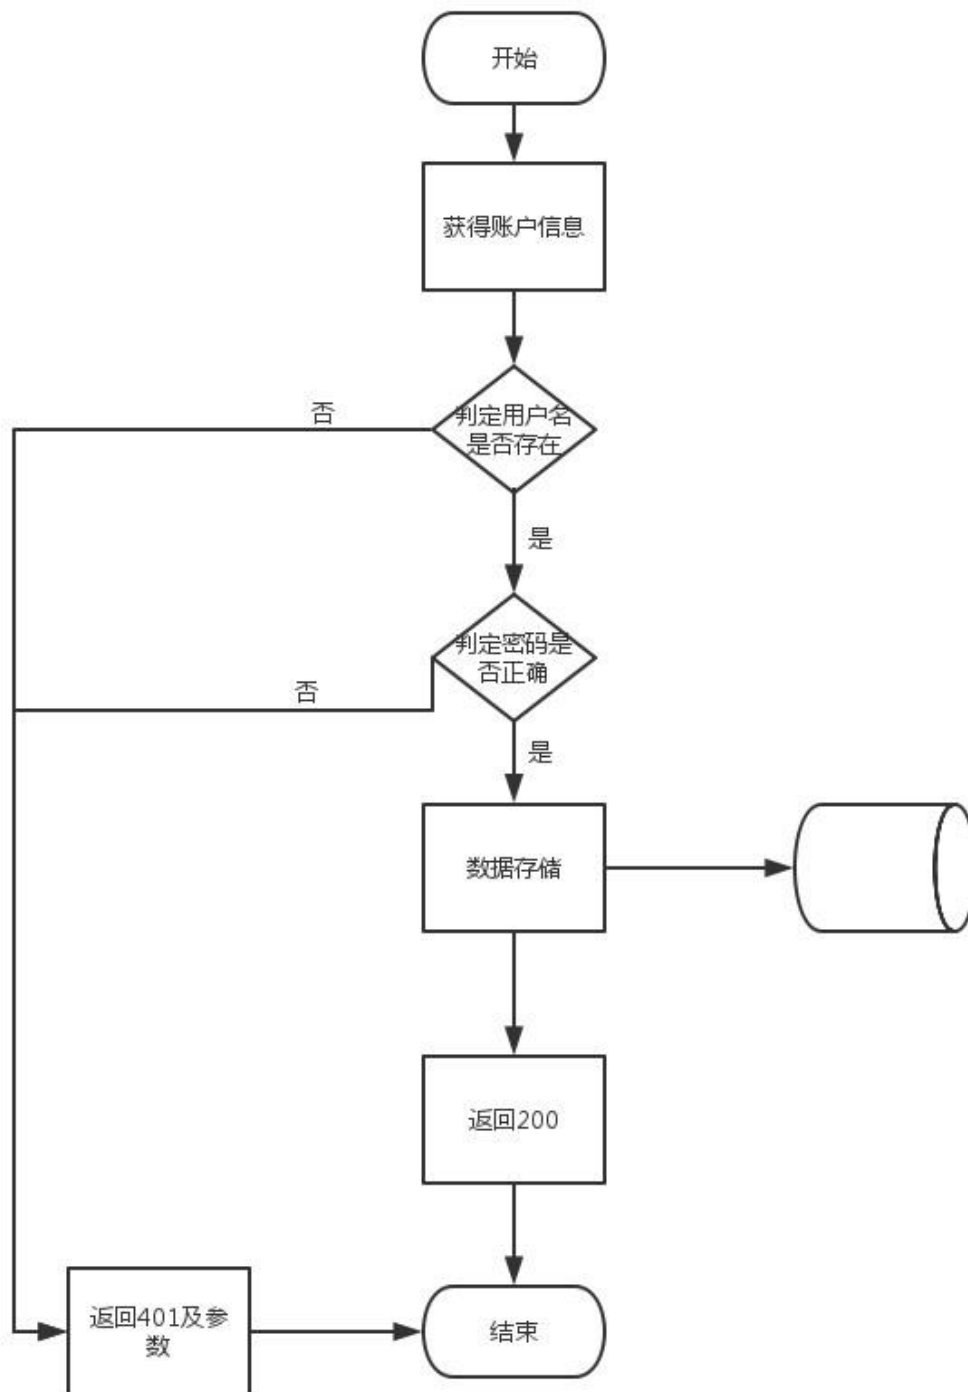 开始
获得账户信息
否
判定用户名
是否存在
是
判定密码是
否正确
否
是
数据存储
返回200
返回401及参
数
结束